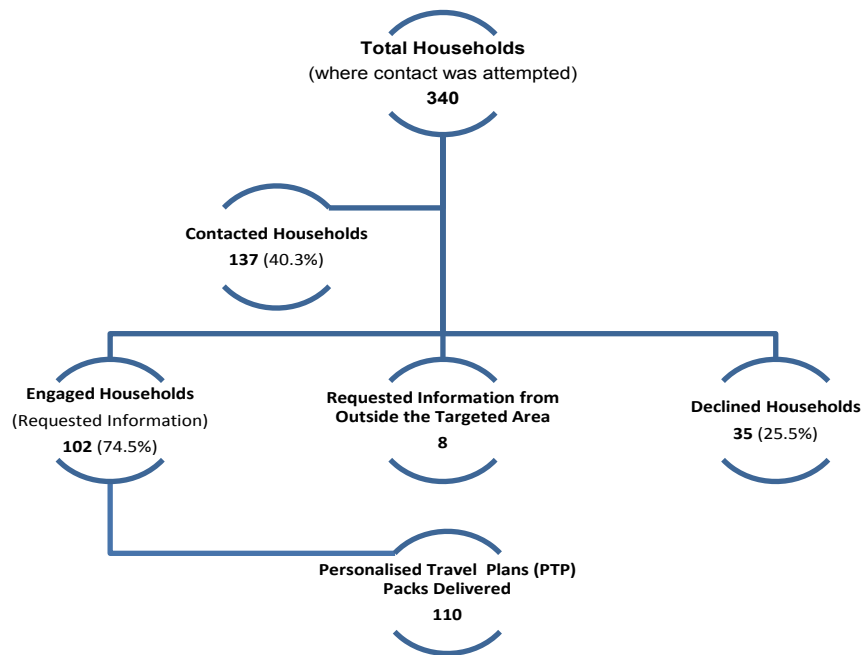 Total Households
(where contact was attempted)
340
Contacted Households
137 (40.3%)
Engaged Households
(Requested Information)
102 (74.5%)
Requested Information from
Outside the Targeted Area
8
Declined Households
35 (25.5%)
Personalised Travel Plans (PTP)
Packs Delivered
110